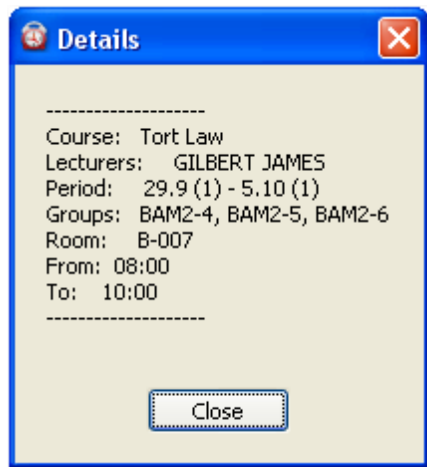 Details
--------------------
Course: Tort Law
Lecturers: GILBERT JAMES
Period: 29.9 (1) - 5.10 (1)
Groups: BAM2-4, BAM2-5, BAM2-6
Room: B-007
From: 08:00
To: 10:00
--------------------
Close